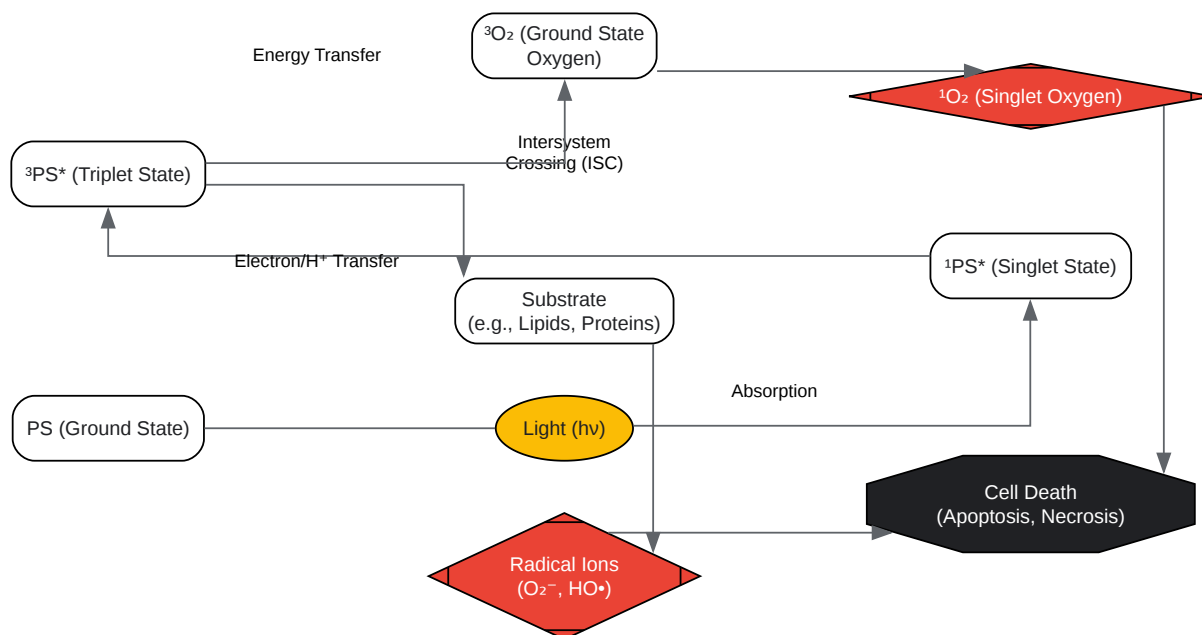 ³O₂ (Ground State
Oxygen)
Energy Transfer
¹O₂ (Singlet Oxygen)
Intersystem
Crossing (ISC)
³PS* (Triplet State)
Electron/H⁺ Transfer
¹PS* (Singlet State)
Substrate
(e.g., Lipids, Proteins)
Absorption
PS (Ground State)
Light (hν)
Cell Death
(Apoptosis, Necrosis)
Radical Ions
(O₂⁻, HO•)